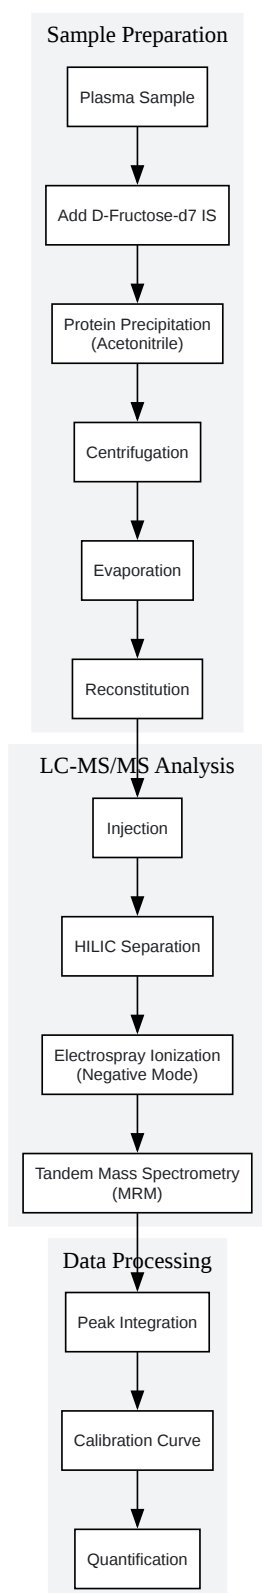 Sample Preparation
Plasma Sample
Add D-Fructose-d7 IS
Protein Precipitation
(Acetonitrile)
Centrifugation
Evaporation
Reconstitution
LC-MS/MS Analysis
Injection
HILIC Separation
Electrospray Ionization
(Negative Mode)
Tandem Mass Spectrometry
(MRM)
Data Processing
Peak Integration
Calibration Curve
Quantification